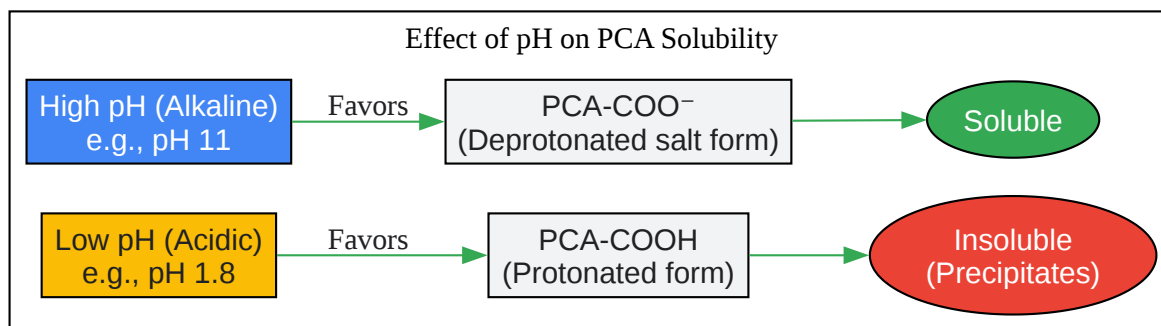 Effect of pH on PCA Solubility
High pH (Alkaline)
e.g., pH 11
Favors
PCA-COO⁻
(Deprotonated salt form)
Soluble
Low pH (Acidic)
e.g., pH 1.8
Favors
PCA-COOH
(Protonated form)
Insoluble
(Precipitates)